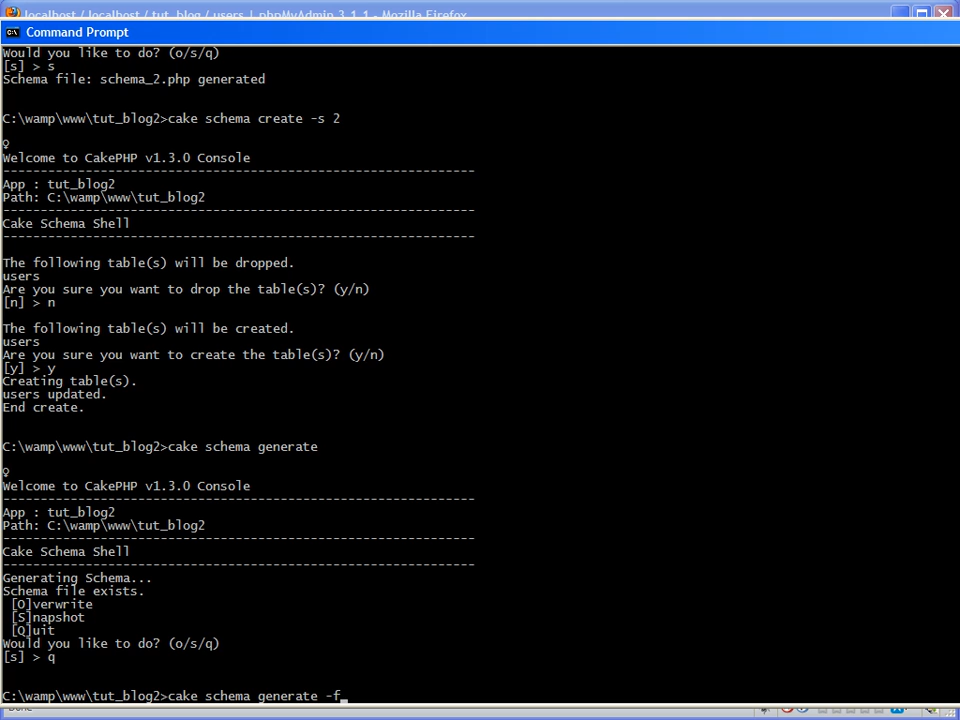 localhost / localhost / tut_blog / users | phpMyAdmin 3.1.1 - Mozilla Firefox
Command Prompt
Would you like to do? (o/s/q)
[s] > s
Schema file: schema_2.php generated
C:\wamp\www\tut_blog2>cake schema create -s 2
♀
Welcome to CakePHP v1.3.0 Console
---------------------------------------------------------------
App : tut_blog2
Path: C:\wamp\www\tut_blog2
---------------------------------------------------------------
Cake Schema Shell
---------------------------------------------------------------
The following table(s) will be dropped.
users
Are you sure you want to drop the table(s)? (y/n)
[n] > n
The following table(s) will be created.
users
Are you sure you want to create the table(s)? (y/n)
[y] > y
Creating table(s).
users updated.
End create.
C:\wamp\www\tut_blog2>cake schema generate
♀
Welcome to CakePHP v1.3.0 Console
---------------------------------------------------------------
App : tut_blog2
Path: C:\wamp\www\tut_blog2
---------------------------------------------------------------
Cake Schema Shell
---------------------------------------------------------------
Generating Schema...
Schema file exists.
[O]verwrite
[S]napshot
[Q]uit
Would you like to do? (o/s/q)
[s] > q
C:\wamp\www\tut_blog2>cake schema generate -f_